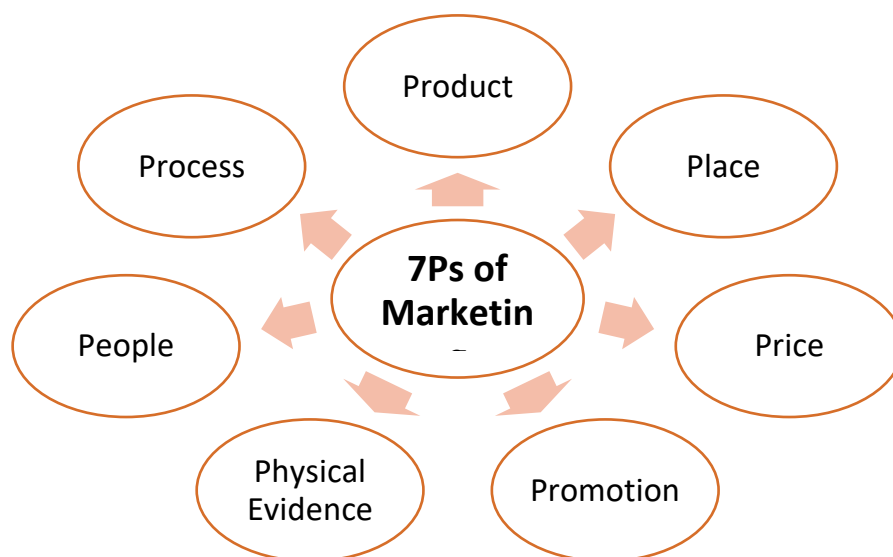 Product
Process
Place
7Ps of
Marketin
People
Price
Physical
Evidence
Promotion